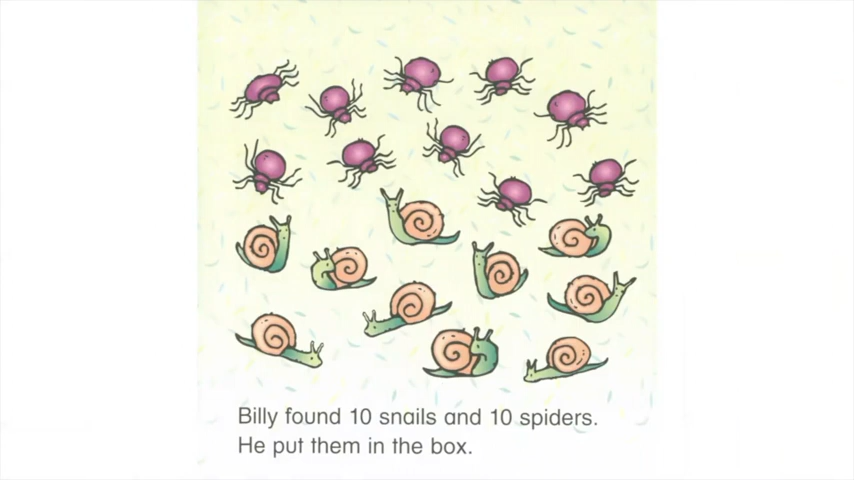 Billy found 10 snails and 10 spiders.
He put them in the box.